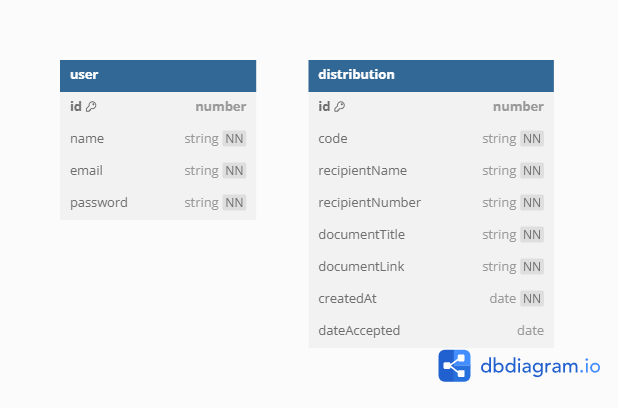 user
id number
name string NN
email string NN
password string NN
distribution
id number
code string NN
recipientName string NN
recipientNumber string NN
documentTitle string NN
documentLink string NN
createdAt date NN
dateAccepted date
dbdiagram.io